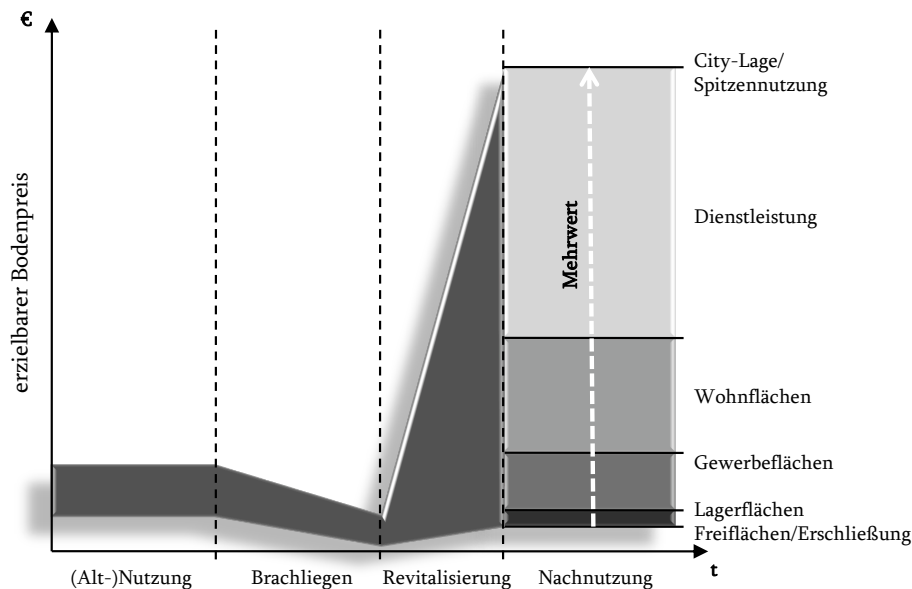 €
erzielbarer Bodenpreis
Mehrwert
City-Lage/
Spitzennutzung
Dienstleistung
Wohnflächen
Gewerbeflächen
Lagerflächen
Freiflächen/Erschließung
t
(Alt-)Nutzung
Brachliegen
Revitalisierung
Nachnutzung